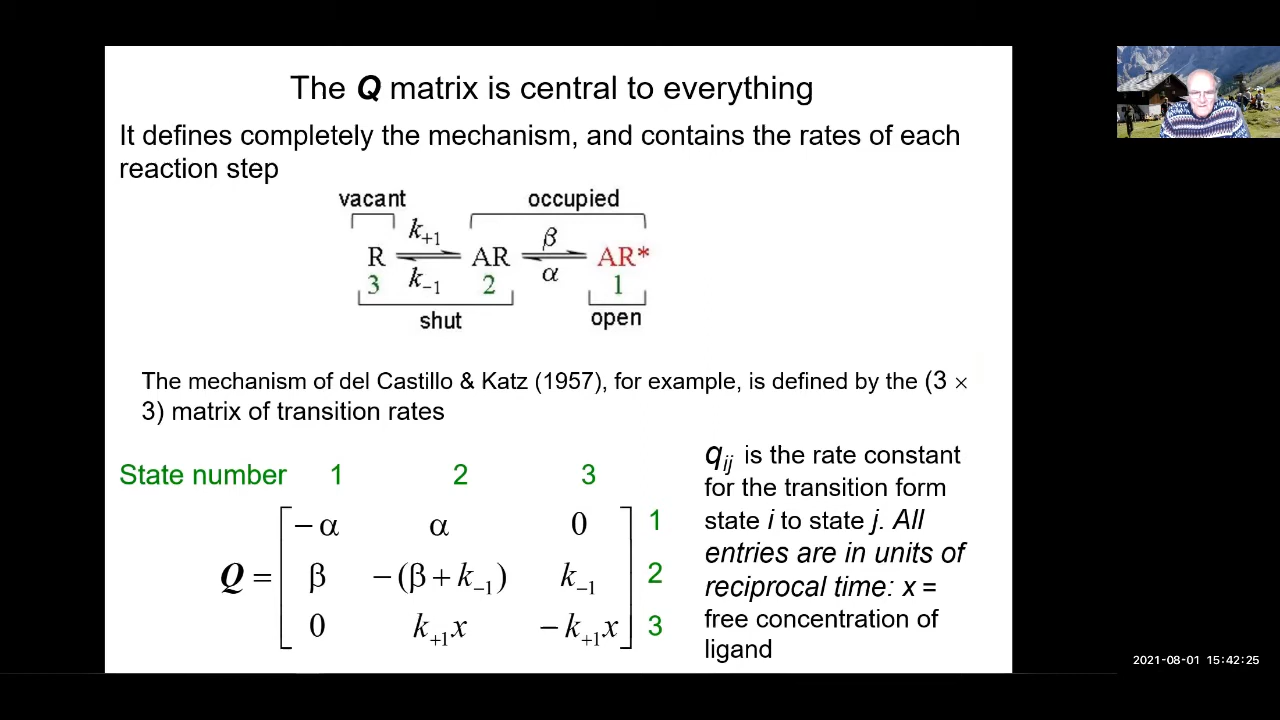 The Q matrix is central to everything
It defines completely the mechanism, and contains the rates of each
reaction step
vacant occupied
k+1 β
R AR AR*
k−1 α
3 2 1
shut open
The mechanism of del Castillo & Katz (1957), for example, is defined by the (3 ×
3) matrix of transition rates
State number 1 2 3
− α α 0 1
Q = β − (β + k−1) k−1 2
0 k+1x − k+1x 3
qij is the rate constant
for the transition form
state i to state j. All
entries are in units of
reciprocal time: x =
free concentration of
ligand
2021-08-01 15:42:25